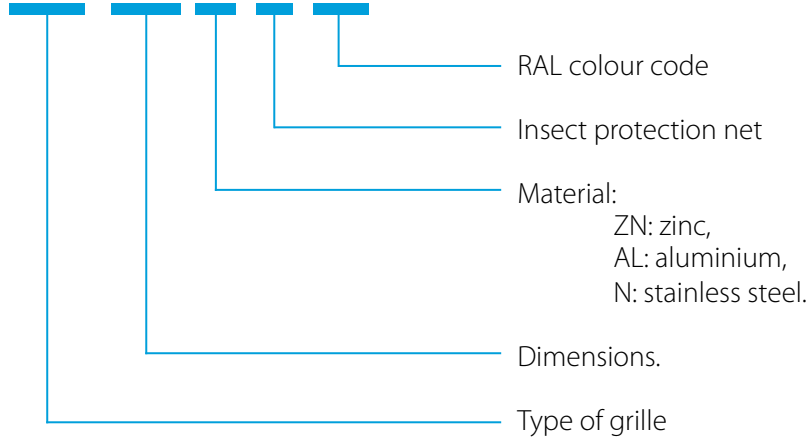 RAL colour code
Insect protection net
Material:
ZN: zinc,
AL: aluminium,
N: stainless steel.
Dimensions.
Type of grille